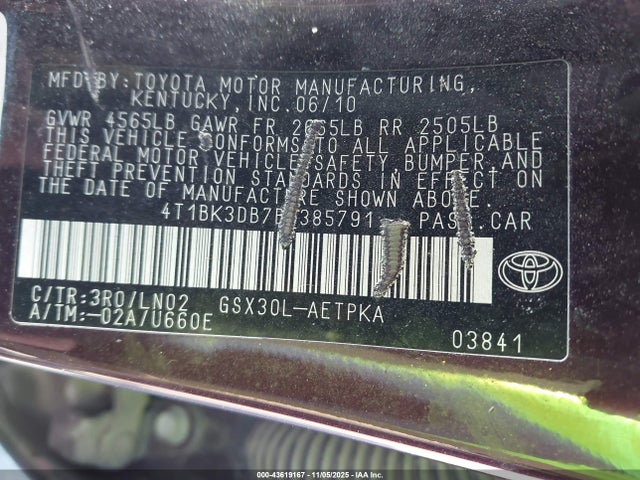 MFD BY: TOYOTA MOTOR MANUFACTURING,
KENTUCKY, INC. 06/10
GVWR 4565LB GAWR FR RR 2505LB
THIS VEHICLE CONFORMS TO ALL APPLICABLE
FEDERAL MOTOR VEHICLE SAFETY, BUMPER AND
THEFT PREVENTION STANDARDS IN EFFECT ON
THE DATE OF MANUFACTURE SHOWN ABOVE.
PASS.CAR
C/TR:3R0/LN02 GSX30L-AETPKA
A/TM:-02A/U660E
03841
000-43619167 - 11/05/2025 - IAA Inc.